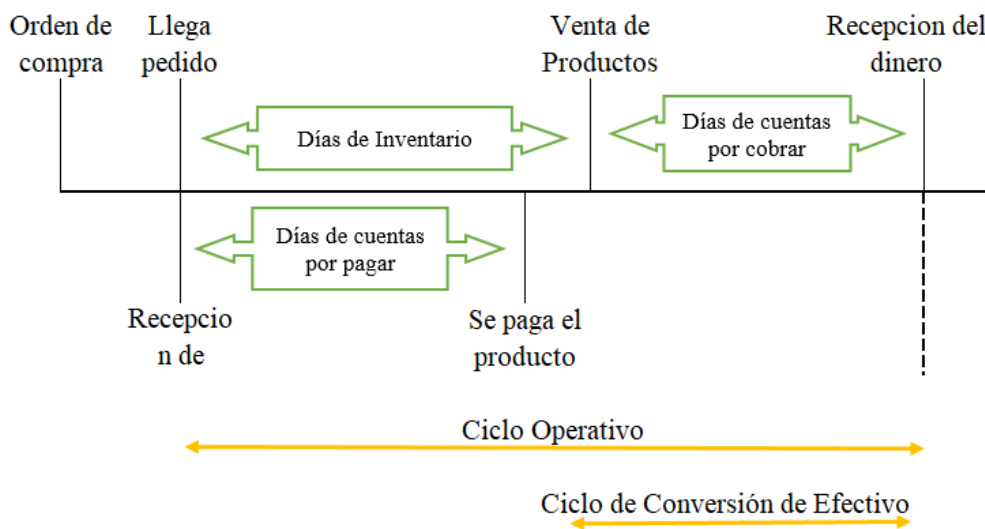 Orden de
compra
Llega
pedido
Venta de
Productos
Recepcion del
dinero
Días de Inventario
Días de cuentas
por cobrar
Días de cuentas
por pagar
Recepcio
n de
Se paga el
producto
Ciclo Operativo
Ciclo de Conversión de Efectivo